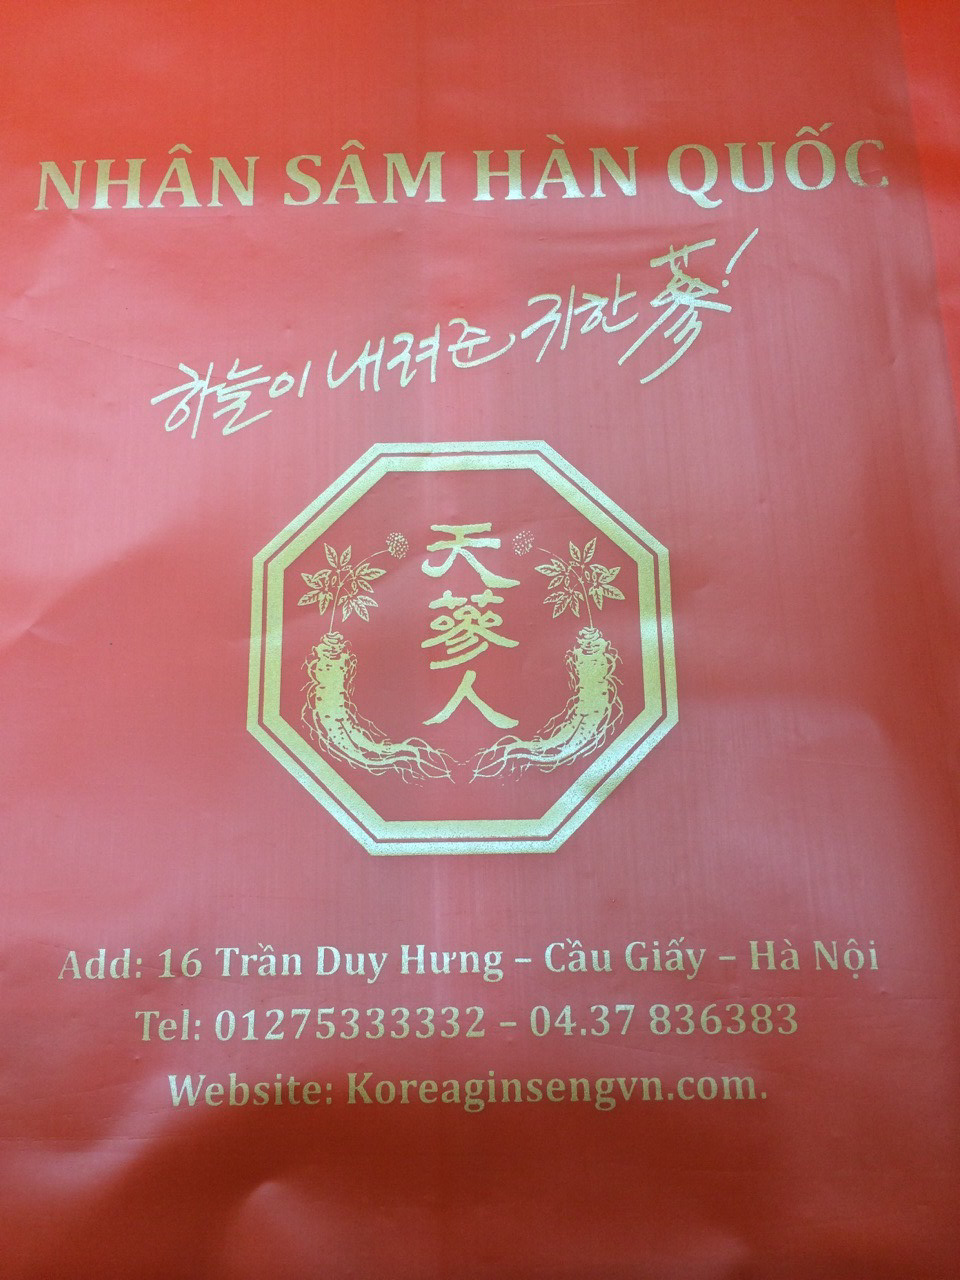 NHÂN SÂM HÀN QUỐC
하늘이 내려준 귀한 蔘!
天
蔘
人
Add: 16 Trần Duy Hưng – Cầu Giấy – Hà Nội
Tel: 01275333332 – 04.37 836383
Website: Koreaginsengvn.com.